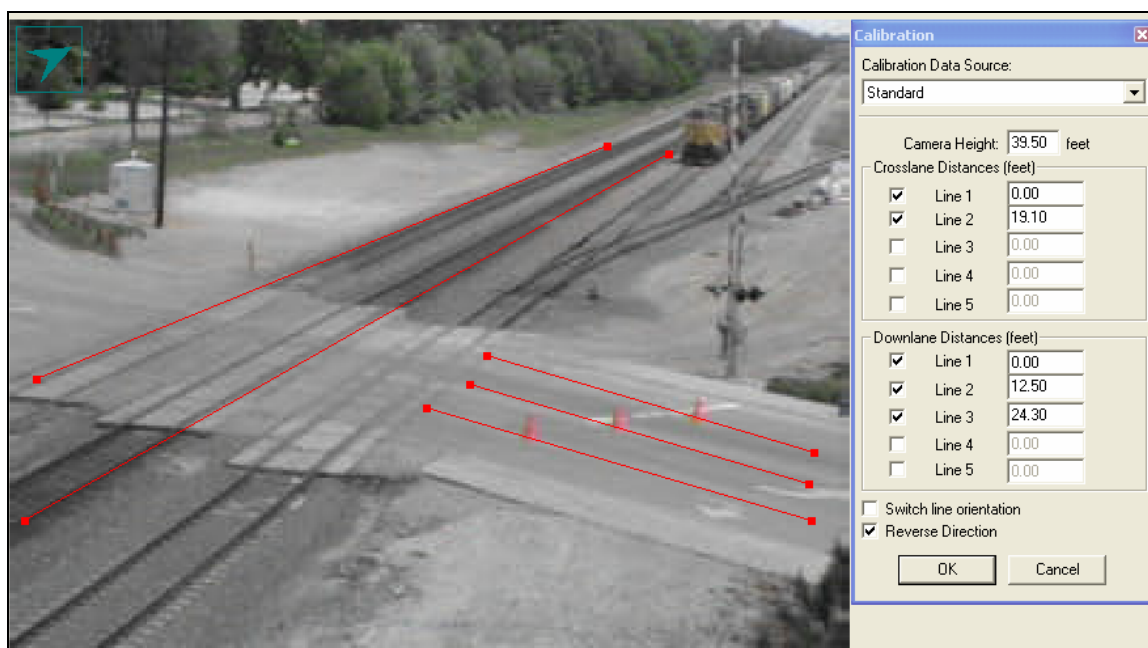 Calibration
Calibration Data Source:
Standard
Camera Height: 39.50 feet
Crosslane Distances (feet)
Line 1 0.00
Line 2 19.10
Line 3 0.00
Line 4 0.00
Line 5 0.00
Downlane Distances (feet)
Line 1 0.00
Line 2 12.50
Line 3 24.30
Line 4 0.00
Line 5 0.00
Switch line orientation
Reverse Direction
OK Cancel